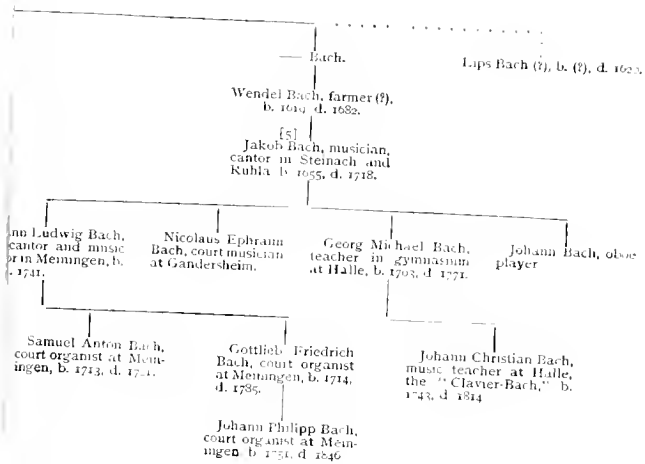 — Bach.
Lips Bach (?), b. (?), d.
Wendel Bach, farmer (?),
b. 1619 d. 1682.
[5]
Jakob Bach, musician,
cantor in Steinach and
Ruhla b 1655, d. 1718.
nn Ludwig Bach,
cantor and music
or in Meiningen, b.
. 1741.
Nicolaus Ephraim
Bach, court musician
at Gandersheim.
Georg Michael Bach,
teacher in gymnasium
at Halle, b. 1703, d 1771.
Johann Bach, oboe
player
Samuel Anton Bach,
court organist at Mein-
ingen, b. 1713, d.
Gottlieb Friedrich
Bach, court organist
at Meiningen, b. 1714,
d. 1785.
Johann Christian Bach,
music teacher at Halle,
the "Clavier-Bach," b.
1743, d 1814
Johann Philipp Bach,
court organist at Mein-
ingen, b 1751, d 1846